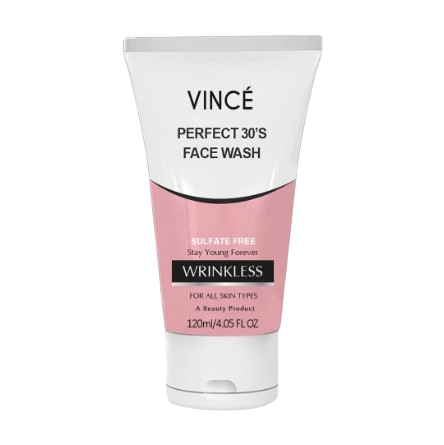 VINCÉ
PERFECT 30'S
FACE WASH
SULFATE FREE
Stay Young Forever
WRINKLESS
FOR ALL SKIN TYPES
A Beauty Product
120ml/4.05 FL OZ